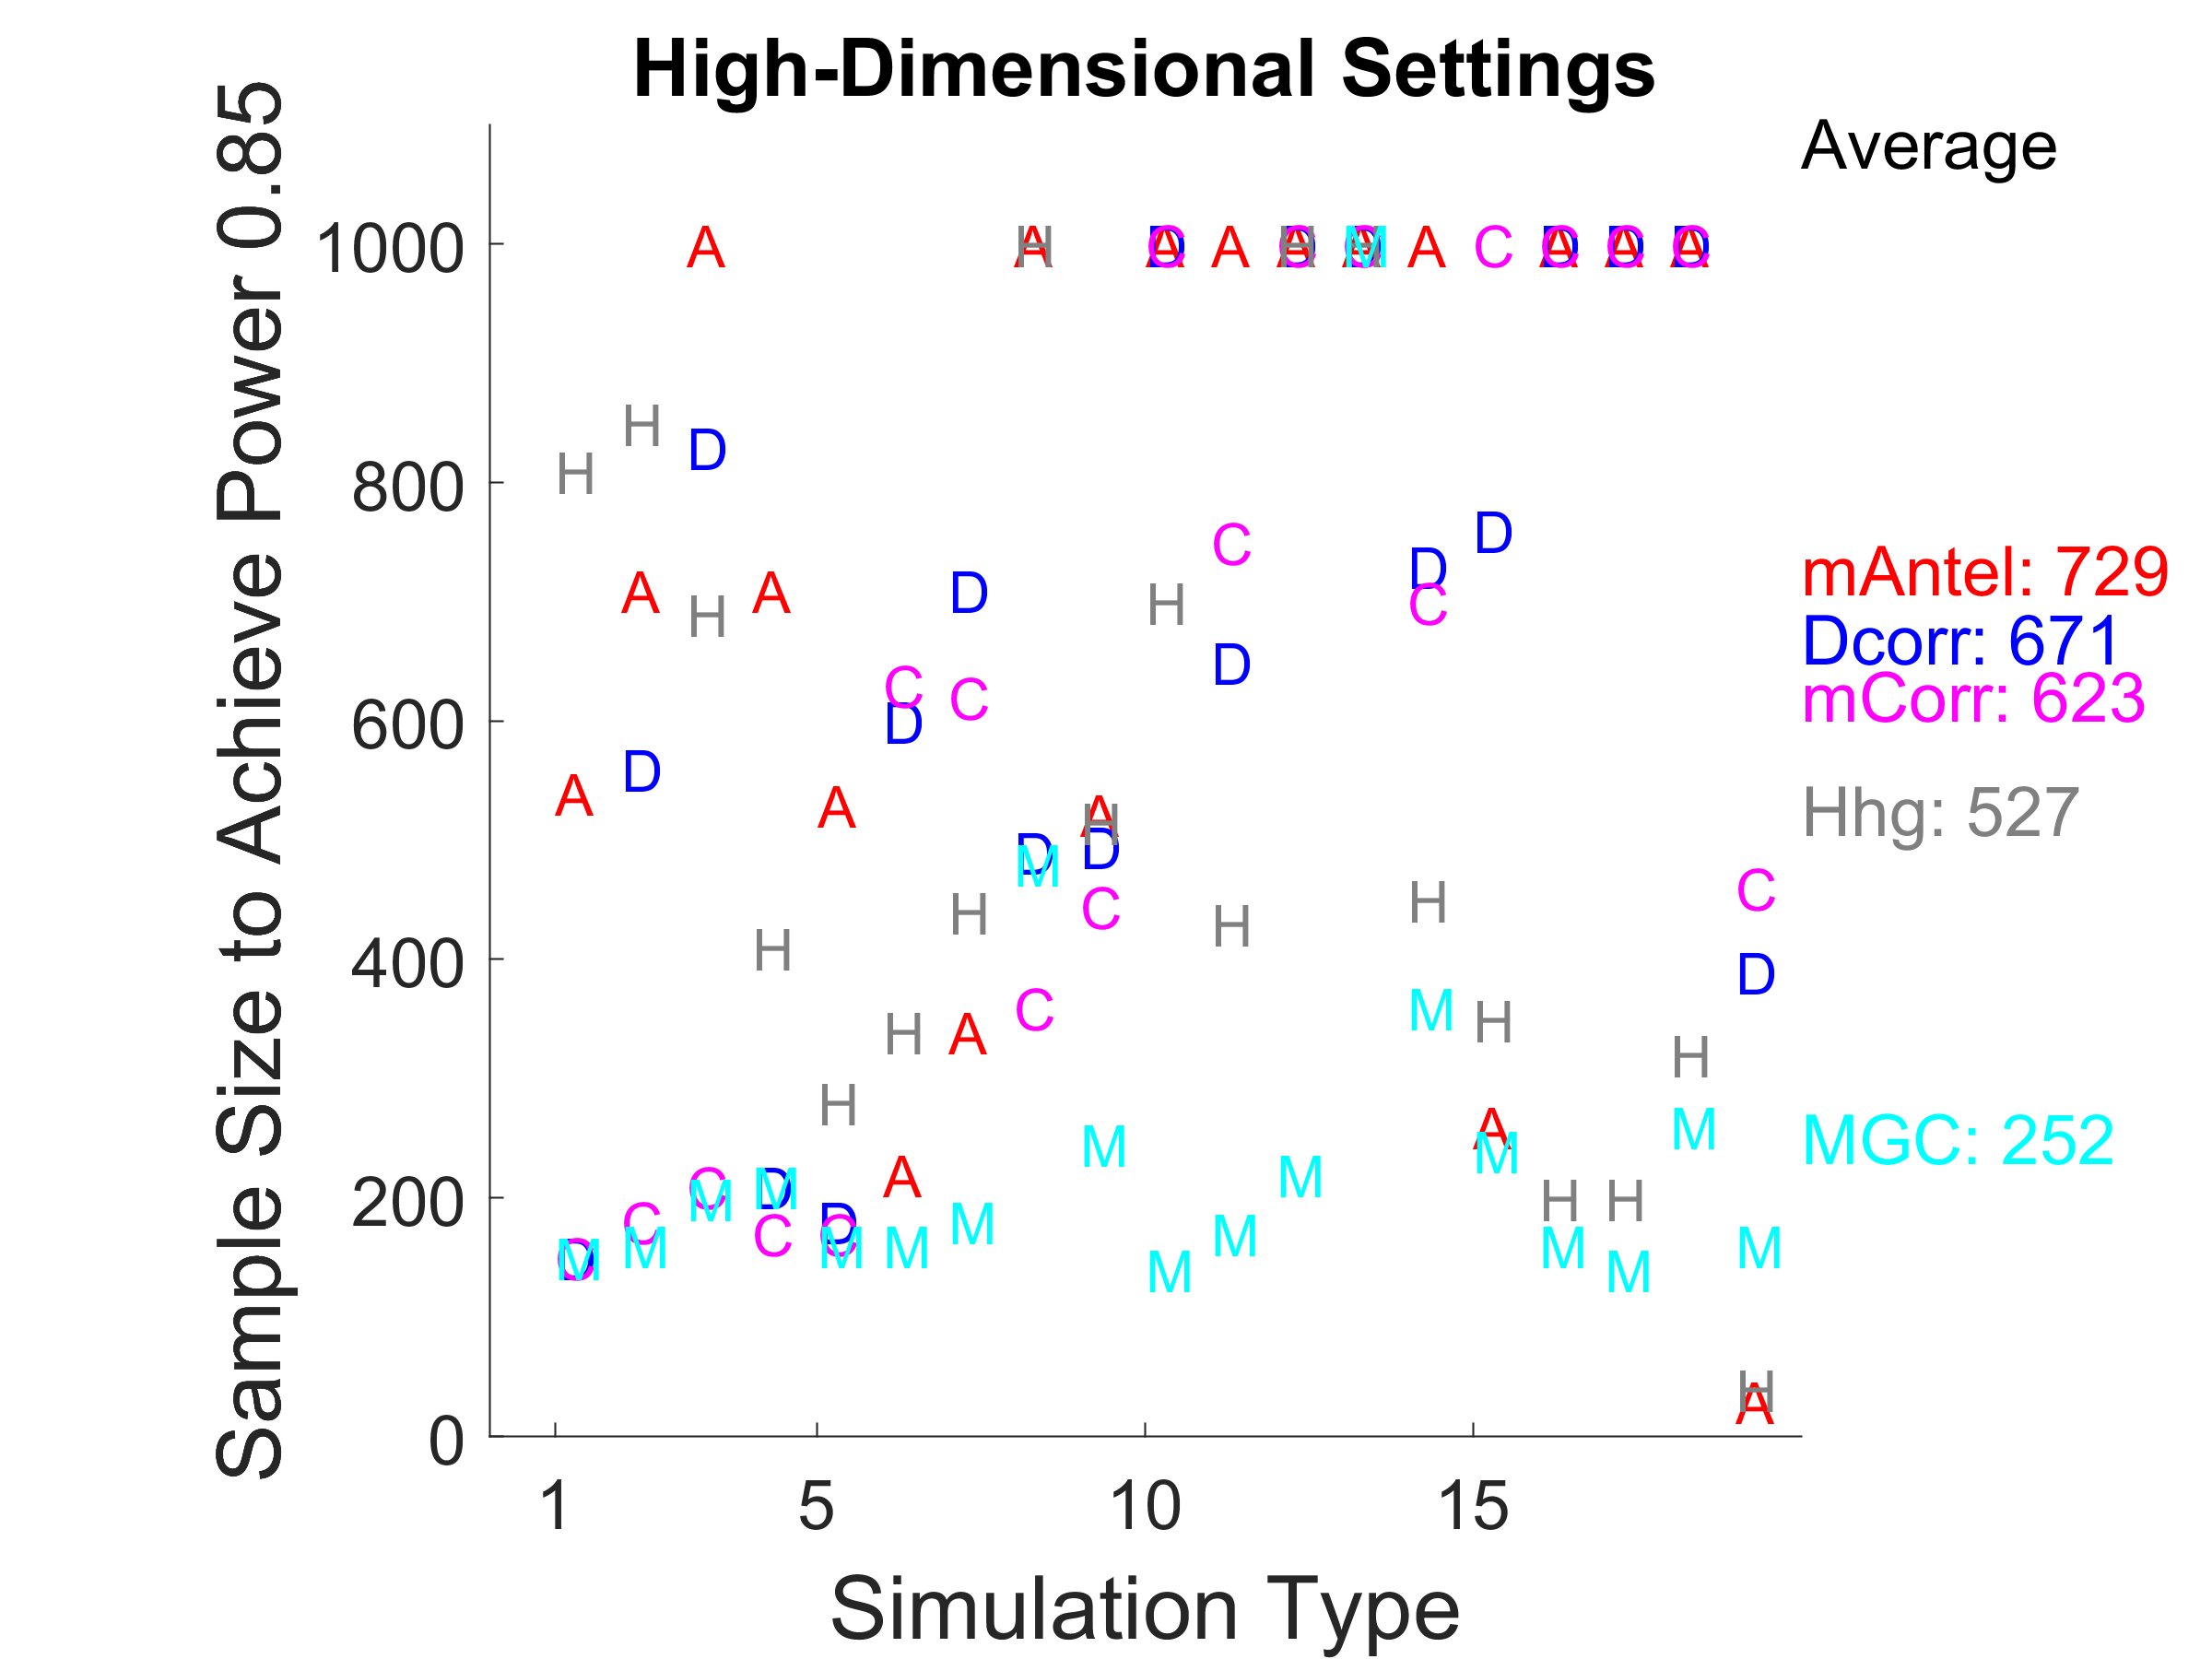 High-Dimensional Settings
Average
Sample Size to Achieve Power 0.85
1000
800
600
400
200
0
A A A A A A A A A A
H H H
D D D D D D
C C C C C C C
M
H H D
A H A D
C D D C
H C C D
A D A A H
D M D C
H H H H C D
H A C M H
H A M A M H M
C M D M C D C M M A M M M H H M M
D C M M M M M M
H A
mAntel: 729
Dcorr: 671
mCorr: 623
Hhg: 527
MGC: 252
1 5 10 15
Simulation Type